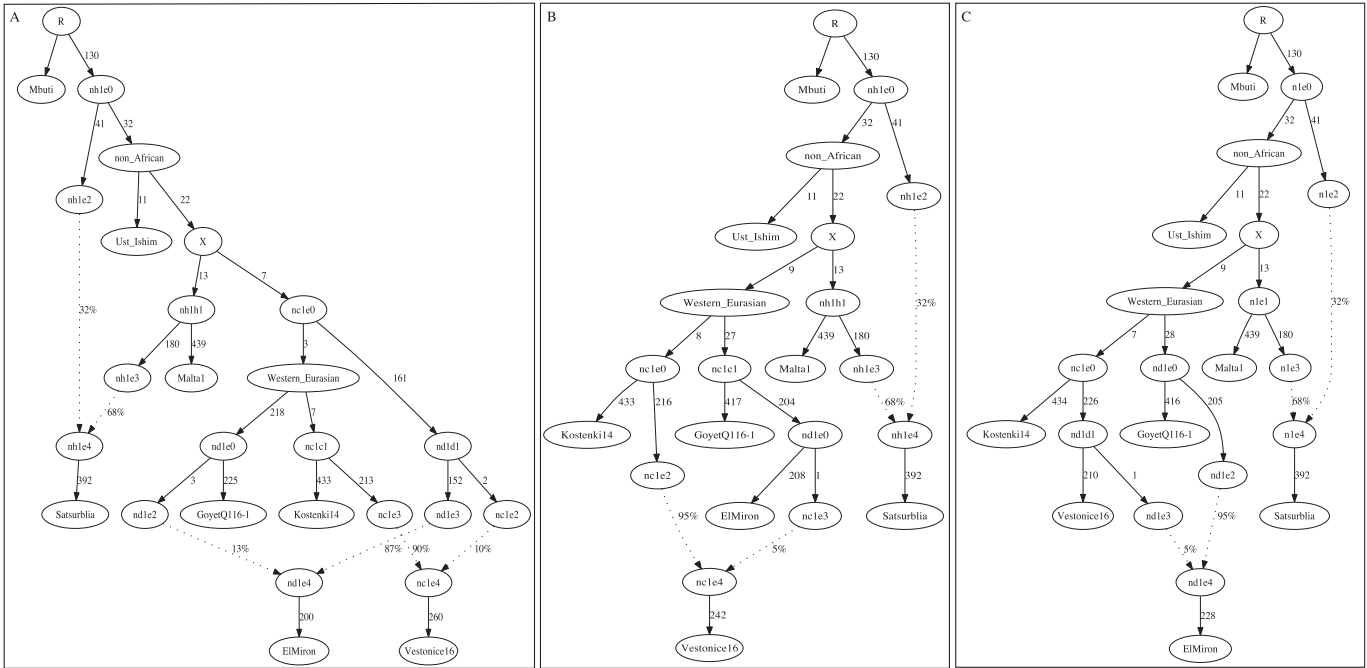 A
R
130
Mbuti
nh1e0
41
32
non_African
nh1e2
11
22
Ust_Ishim
X
13
7
32%
nh1h1
nc1e0
180
439
3
161
nh1e3
Malta1
Western_Eurasian
68%
218
7
nh1e4
nd1e0
nc1c1
nd1d1
392
3
225
433
213
152
2
Satsurblia
nd1e2
GoyetQ116-1
Kostenki14
nc1e3
nd1e3
nc1e2
13%
87%
90%
10%
nd1e4
nc1e4
200
260
ElMiron
Vestonice16
B
R
130
Mbuti
nh1e0
32
41
non_African
11
22
nh1e2
Ust_Ishim
X
9
13
Western_Eurasian
nh1h1
32%
8
27
439
180
nc1e0
nc1c1
Malta1
nh1e3
433
216
417
204
68%
Kostenki14
GoyetQ116-1
nd1e0
nh1e4
nc1e2
208
1
392
95%
ElMiron
nc1e3
Satsurblia
5%
nc1e4
242
Vestonice16
C
R
130
Mbuti
n1e0
32
41
non_African
11
22
n1e2
Ust_Ishim
X
9
13
Western_Eurasian
n1e1
32%
7
28
439
180
nc1e0
nd1e0
Malta1
n1e3
434
226
416
205
68%
Kostenki14
nd1d1
GoyetQ116-1
n1e4
210
1
nd1e2
392
Vestonice16
nd1e3
95%
Satsurblia
5%
nd1e4
228
ElMiron